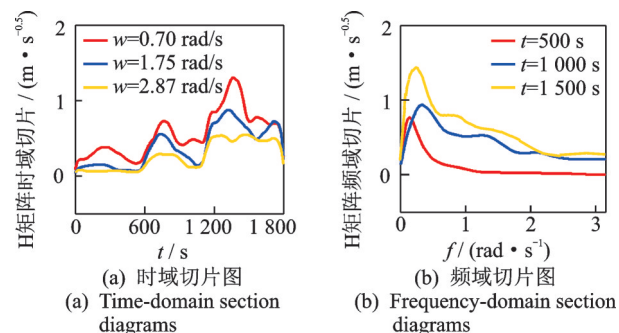 H矩阵时域切片 / (m·s⁻⁰·⁵)
2
1
0
w=0.70 rad/s
w=1.75 rad/s
w=2.87 rad/s
0 600 1 200 1 800
t / s
(a) 时域切片图
(a) Time-domain section
diagrams
H矩阵频域切片 / (m·s⁻⁰·⁵)
2
1
0
t=500 s
t=1 000 s
t=1 500 s
0 1 2 3
f / (rad·s⁻¹)
(b) 频域切片图
(b) Frequency-domain section
diagrams